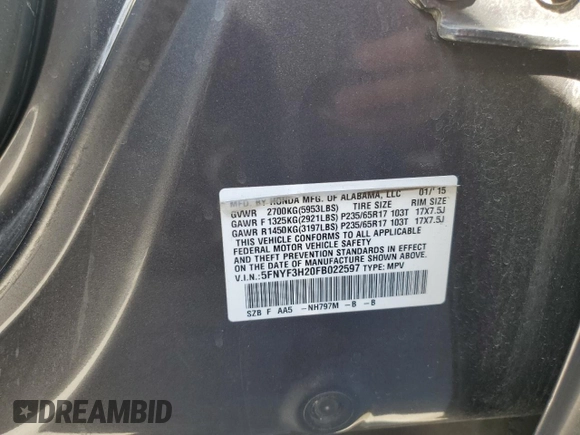 MFG. BY HONDA MFG. OF ALABAMA, LLC 01/'15
GVWR 2700KG(5953LBS) TIRE SIZE RIM SIZE
GAWR F 1325KG(2921LBS) P235/65R17 103T 17X7.5J
GAWR R1450KG(3197LBS) P235/65R17 103T 17X7.5J
THIS VEHICLE CONFORMS TO ALL APPLICABLE
FEDERAL MOTOR VEHICLE SAFETY, BUMPER, AND
THEFT PREVENTION STANDARDS IN EFFECT
ON THE DATE OF MANUFACTURE SHOWN ABOVE.
V.I.N.:5FNYF3H20FB022597 TYPE: MPV
SZB F AA5 -NH797M -B -B
DREAMBID